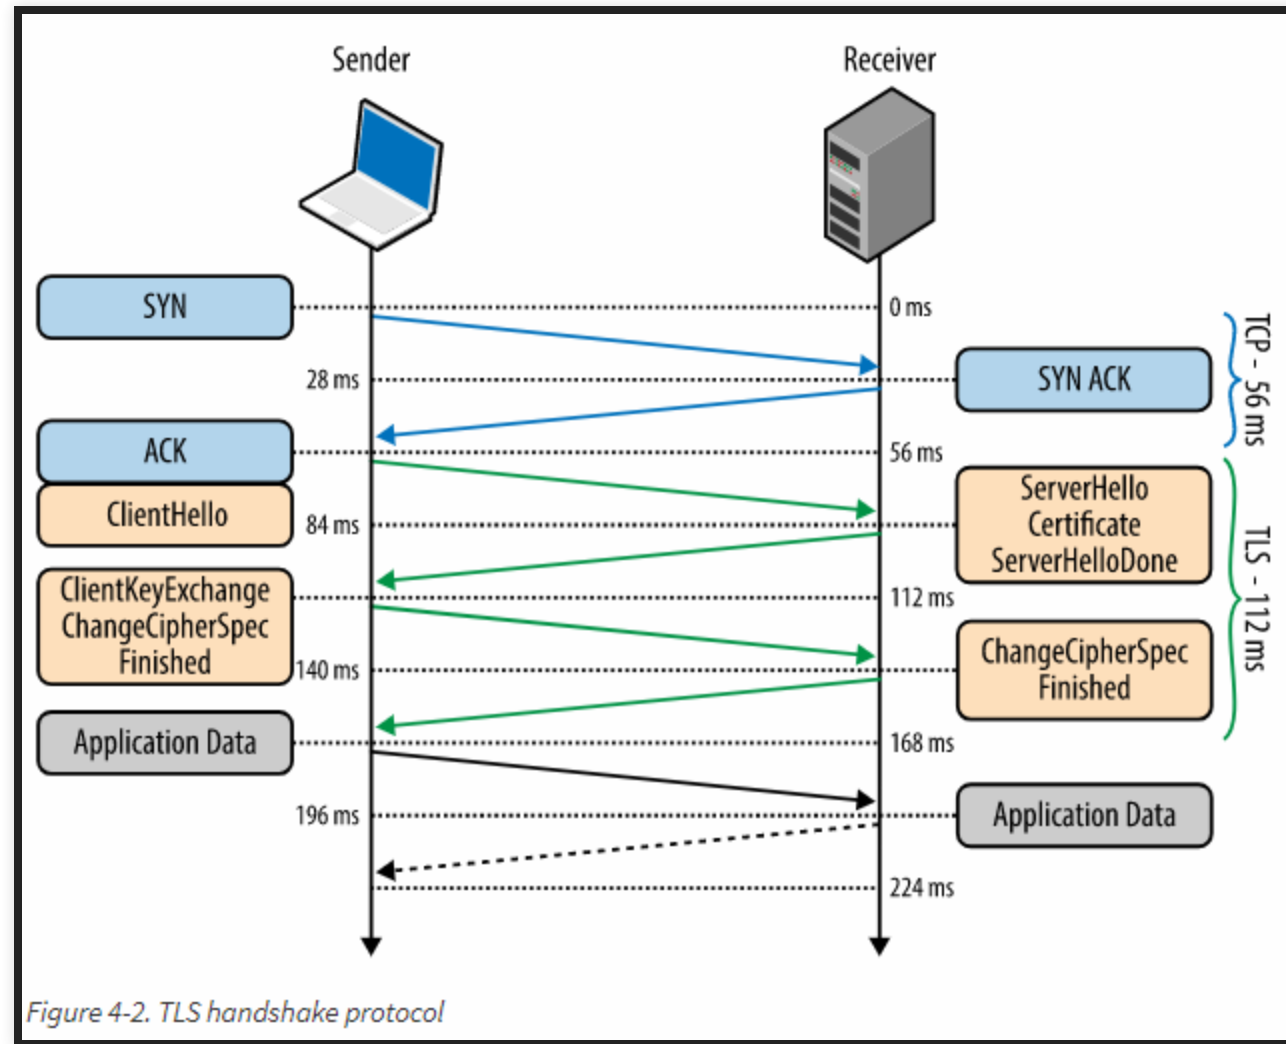 Sender
Receiver
SYN
0 ms
28 ms
SYN ACK
TCP - 56 ms
ACK
56 ms
ClientHello
84 ms
ServerHello
Certificate
ServerHelloDone
TLS - 112 ms
ClientKeyExchange
ChangeCipherSpec
Finished
112 ms
140 ms
ChangeCipherSpec
Finished
Application Data
168 ms
196 ms
Application Data
224 ms
Figure 4-2. TLS handshake protocol